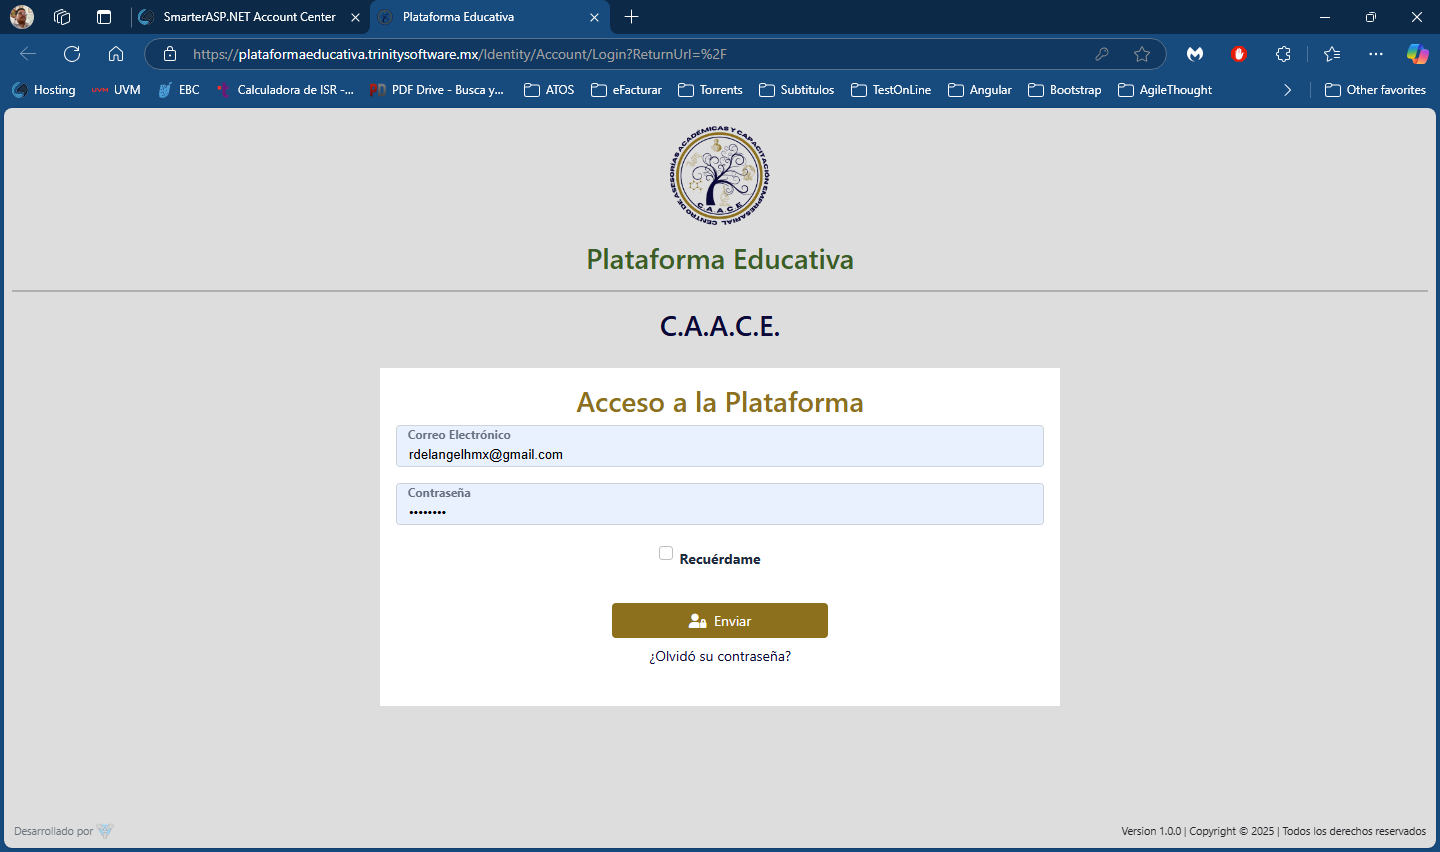 SmarterASP.NET Account Center
Plataforma Educativa
https://plataformaeducativa.trinitysoftware.mx/Identity/Account/Login?ReturnUrl=%2F
Hosting
UVM
UVM
EBC
Calculadora de ISR -...
PDF Drive - Busca y...
ATOS
eFacturar
Torrents
Subtitulos
TestOnLine
Angular
Bootstrap
AgileThought
Other favorites
CENTRO DE ASESORÍAS ACADÉMICAS Y CAPACITACIÓN EMPRESARIAL
C.A.A.C.E
Plataforma Educativa
C.A.A.C.E.
Acceso a la Plataforma
Correo Electrónico
rdelangelhmx@gmail.com
Contraseña
••••••••
Recuérdame
Enviar
¿Olvidó su contraseña?
Desarrollado por
Version 1.0.0 | Copyright © 2025 | Todos los derechos reservados